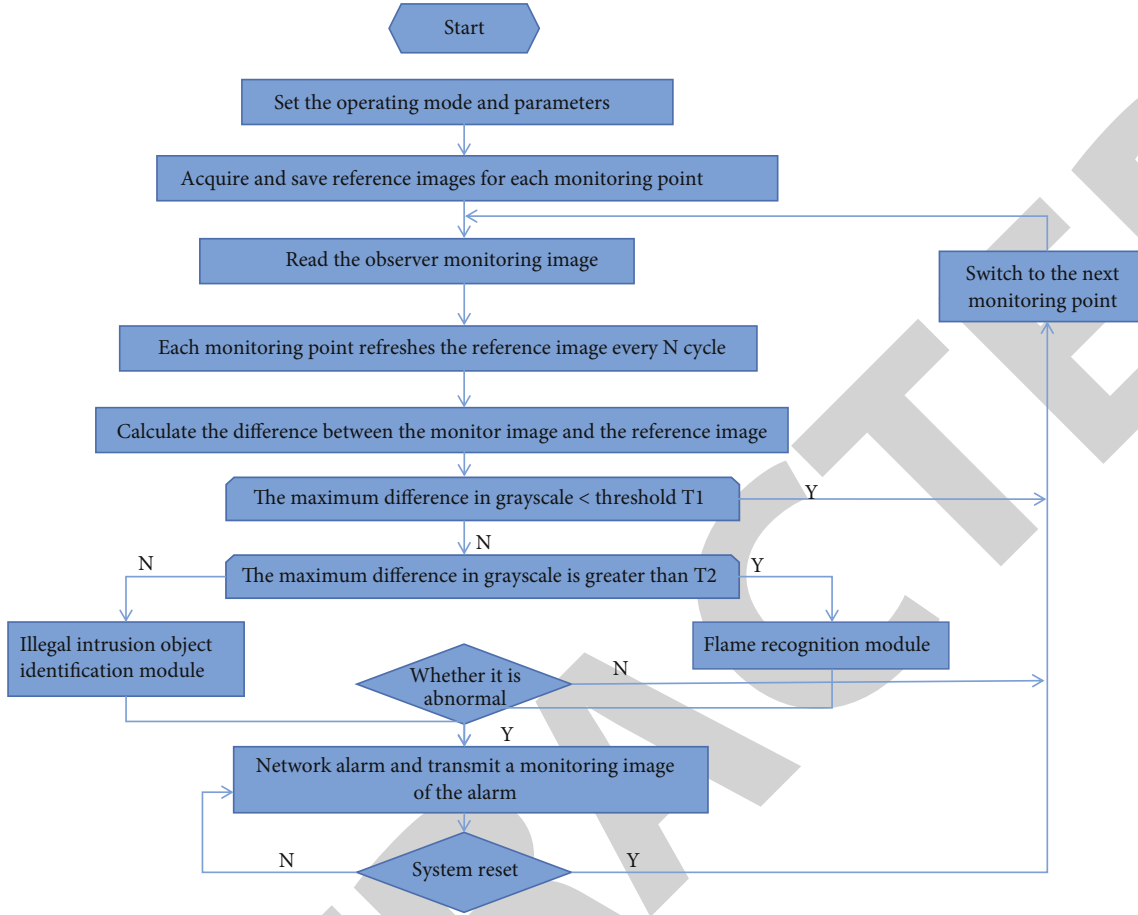 Start
Set the operating mode and parameters
Acquire and save reference images for each monitoring point
Read the observer monitoring image
Switch to the next
monitoring point
Each monitoring point refreshes the reference image every N cycle
Calculate the difference between the monitor image and the reference image
The maximum difference in grayscale < threshold T1
Y
N
N
The maximum difference in grayscale is greater than T2
Y
Illegal intrusion object
identification module
Flame recognition module
Whether it is
abnormal
N
Y
Network alarm and transmit a monitoring image
of the alarm
N
System reset
Y
RACTE